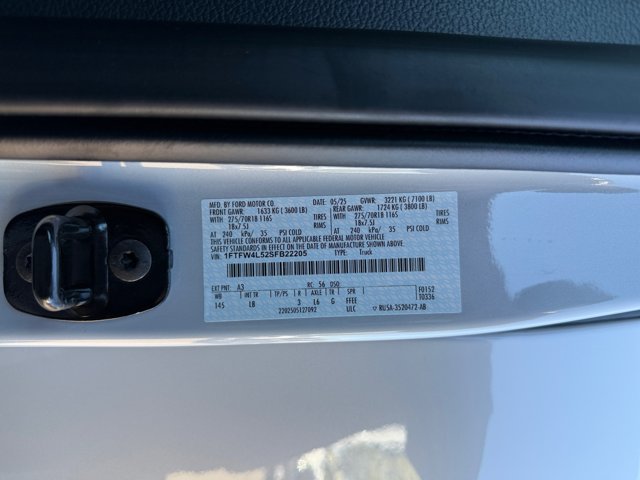 MFD. BY FORD MOTOR CO. DATE: 05/25 GVWR: 3221 KG ( 7100 LB)
FRONT GAWR: 1633 KG ( 3600 LB) REAR GAWR: 1724 KG ( 3800 LB)
WITH 275/70R18 116S TIRES WITH 275/70R18 116S TIRES
18x7.5J 18x7.5J
AT 240 kPa/ 35 PSI COLD AT 240 kPa/ 35 PSI COLD
THIS VEHICLE CONFORMS TO ALL APPLICABLE FEDERAL MOTOR VEHICLE
SAFETY STANDARDS IN EFFECT ON THE DATE OF MANUFACTURE SHOWN ABOVE.
VIN: 1FTFW4L52SFB22205 TYPE: Truck
EXT PNT: A3 RC: 56 DSO: F0152
WB INT TR TP/PS R AXLE TR SPR 10336
145 LB 3 L6 G FFEE
2202505127092 ULC RU5A-3520472-AB